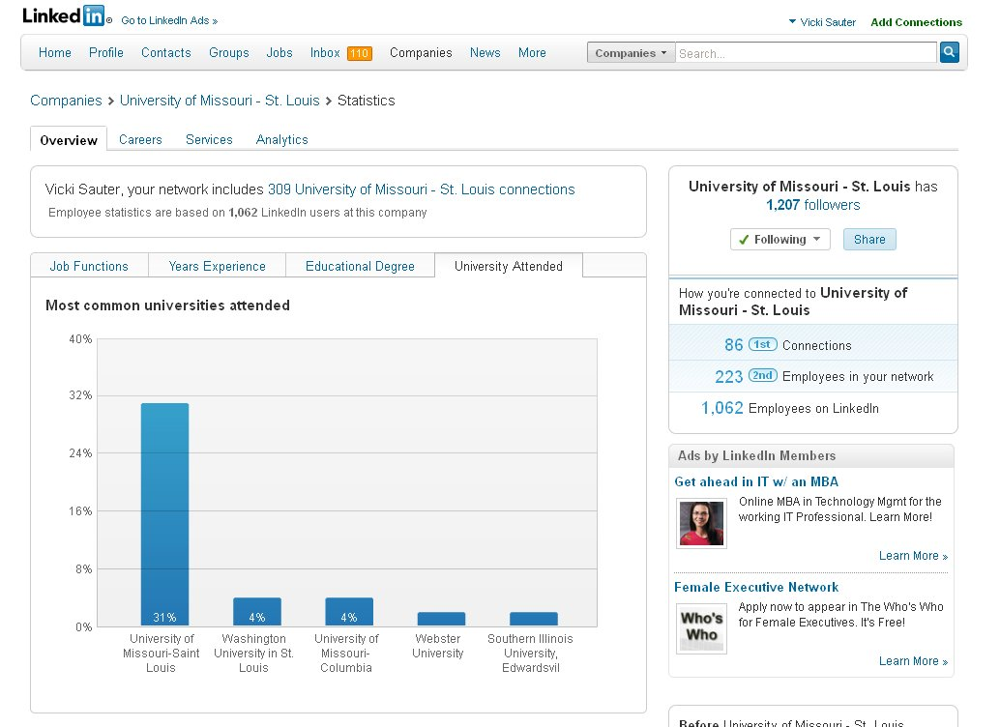 Linked in® Go to LinkedIn Ads » Vicki Sauter Add Connections
Home Profile Contacts Groups Jobs Inbox 110 Companies News More Companies Search...
Companies > University of Missouri - St. Louis > Statistics
Overview Careers Services Analytics
Vicki Sauter, your network includes 309 University of Missouri - St. Louis connections
Employee statistics are based on 1,062 LinkedIn users at this company
Job Functions Years Experience Educational Degree University Attended
Most common universities attended
40%
32%
24%
16%
8%
0%
31%
4%
4%
University of
Missouri-Saint
Louis
Washington
University in St.
Louis
University of
Missouri-
Columbia
Webster
University
Southern Illinois
University,
Edwardsvil
University of Missouri - St. Louis has
1,207 followers
Following Share
How you're connected to University of
Missouri - St. Louis
86 1st Connections
223 2nd Employees in your network
1,062 Employees on LinkedIn
Ads by LinkedIn Members
Get ahead in IT w/ an MBA
Online MBA in Technology Mgmt for the
working IT Professional. Learn More!
Learn More »
Female Executive Network
Who's
Who
Apply now to appear in The Who's Who
for Female Executives. It's Free!
Learn More »
Before University of Missouri - St. Louis